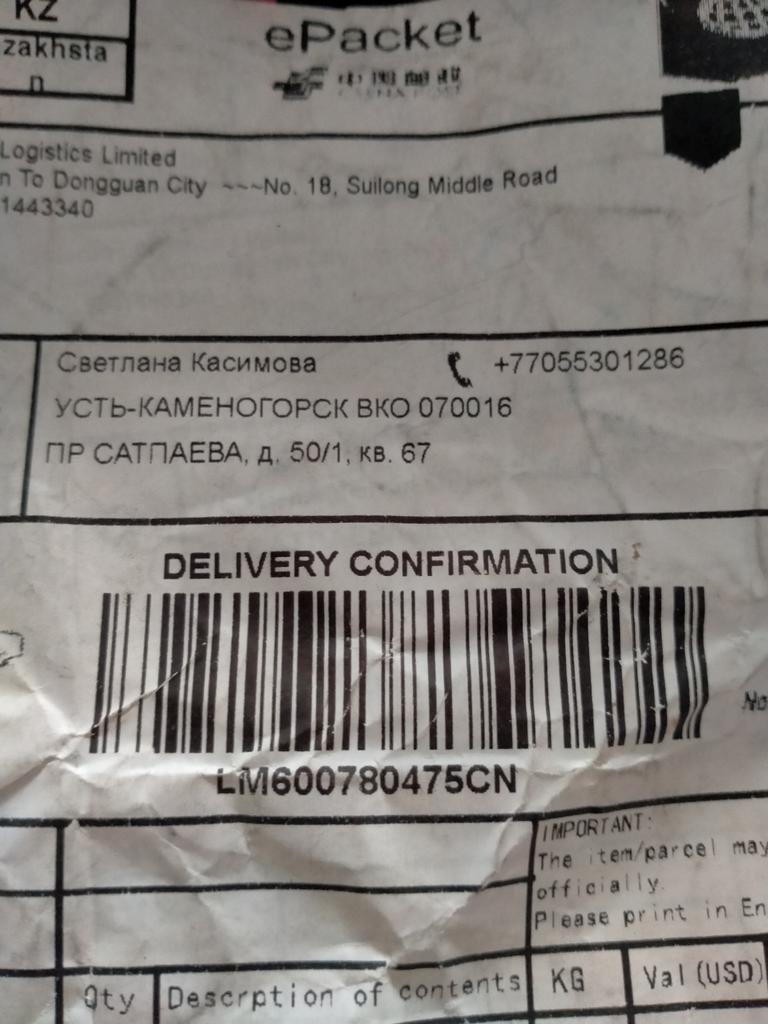 KZ
zakhsta
n
ePacket
Logistics Limited
n To Dongguan City ~~~No. 18, Suilong Middle Road
1443340
Светлана Касимова +77055301286
УСТЬ-КАМЕНОГОРСК ВКО 070016
ПР САТПАЕВА, д. 50/1, кв. 67
DELIVERY CONFIRMATION
No
LM600780475CN
IMPORTANT:
The item/parcel may
officially.
Please print in En
Qty Descrption of contents KG Val (USD)